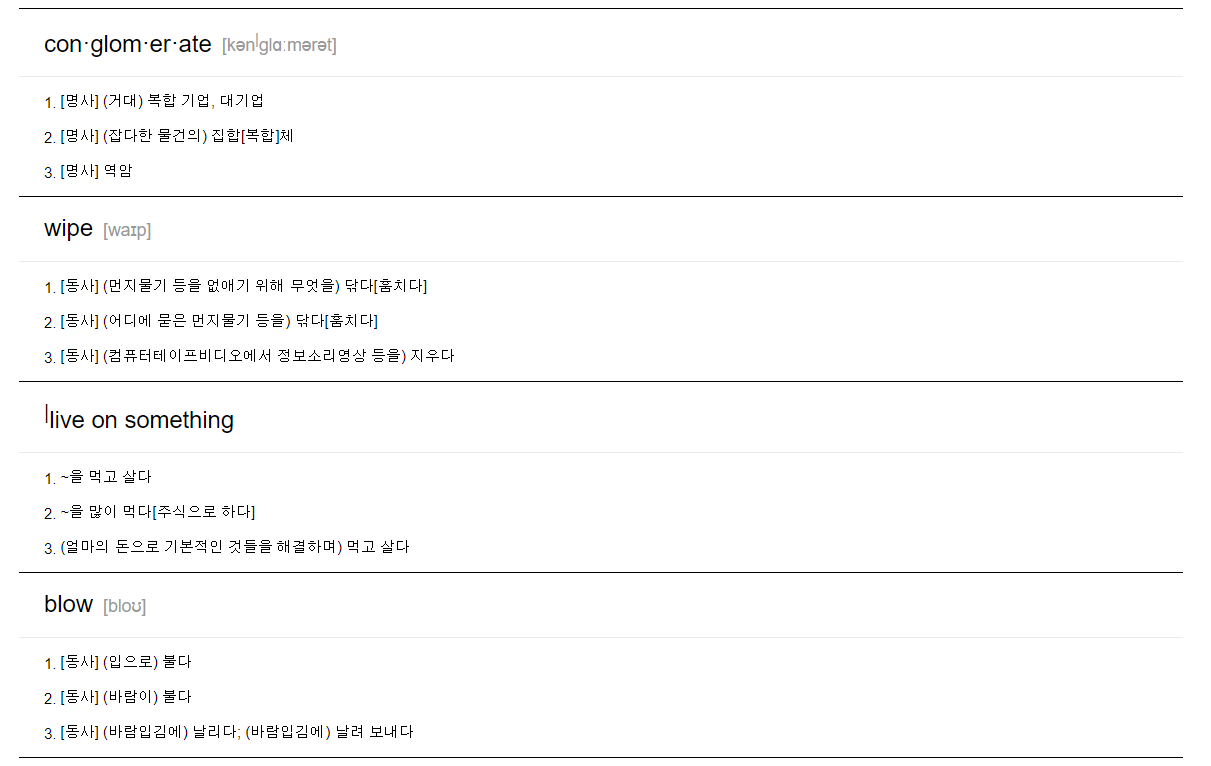 con·glom·er·ate [kənˈɡlɑːmərət]
1. [명사] (거대) 복합 기업, 대기업
2. [명사] (잡다한 물건의) 집합[복합]체
3. [명사] 역암
wipe [waɪp]
1. [동사] (먼지물기 등을 없애기 위해 무엇을) 닦다[훔치다]
2. [동사] (어디에 묻은 먼지물기 등을) 닦다[훔치다]
3. [동사] (컴퓨터테이프비디오에서 정보소리영상 등을) 지우다
ˈlive on something
1. ~을 먹고 살다
2. ~을 많이 먹다[주식으로 하다]
3. (얼마의 돈으로 기본적인 것들을 해결하며) 먹고 살다
blow [bloʊ]
1. [동사] (입으로) 불다
2. [동사] (바람이) 불다
3. [동사] (바람입김에) 날리다; (바람입김에) 날려 보내다